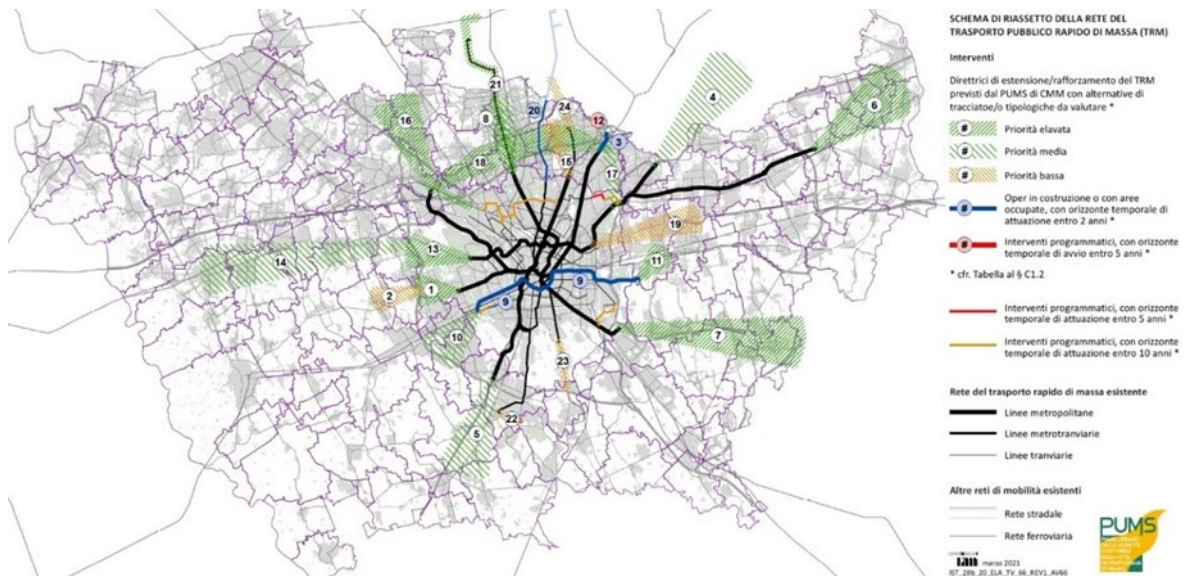 SCHEMA DI RIASSETTO DELLA RETE DEL
TRASPORTO PUBBLICO RAPIDO DI MASSA (TRM)
Interventi
Direttrici di estensione/rafforzamento del TRM
previsti dal PUMS di CMM con alternative di
tracciatoe/o tipologiche da valutare *
# Priorità elavata
# Priorità media
# Priorità bassa
# Oper in costruzione o con aree
occupate, con orizzonte temporale di
attuazione entro 2 anni *
# Interventi programmatici, con orizzonte
temporale di avvio entro 5 anni *
* cfr. Tabella al § C1.2
Interventi programmatici, con orizzonte
temporale di attuazione entro 5 anni *
Interventi programmatici, con orizzonte
temporale di attuazione entro 10 anni *
Rete del trasporto rapido di massa esistente
Linee metropolitane
Linee metrotranviarie
Linee tranviarie
Altre reti di mobilità esistenti
Rete stradale
Rete ferroviaria
PUMS
marzo 2021
IST_28b_20_ELA_TV_66_REV1_AV66
21
4
6
16
8
20
24
12
3
18
15
17
19
13
14
11
2
1
9
9
10
7
23
22
5